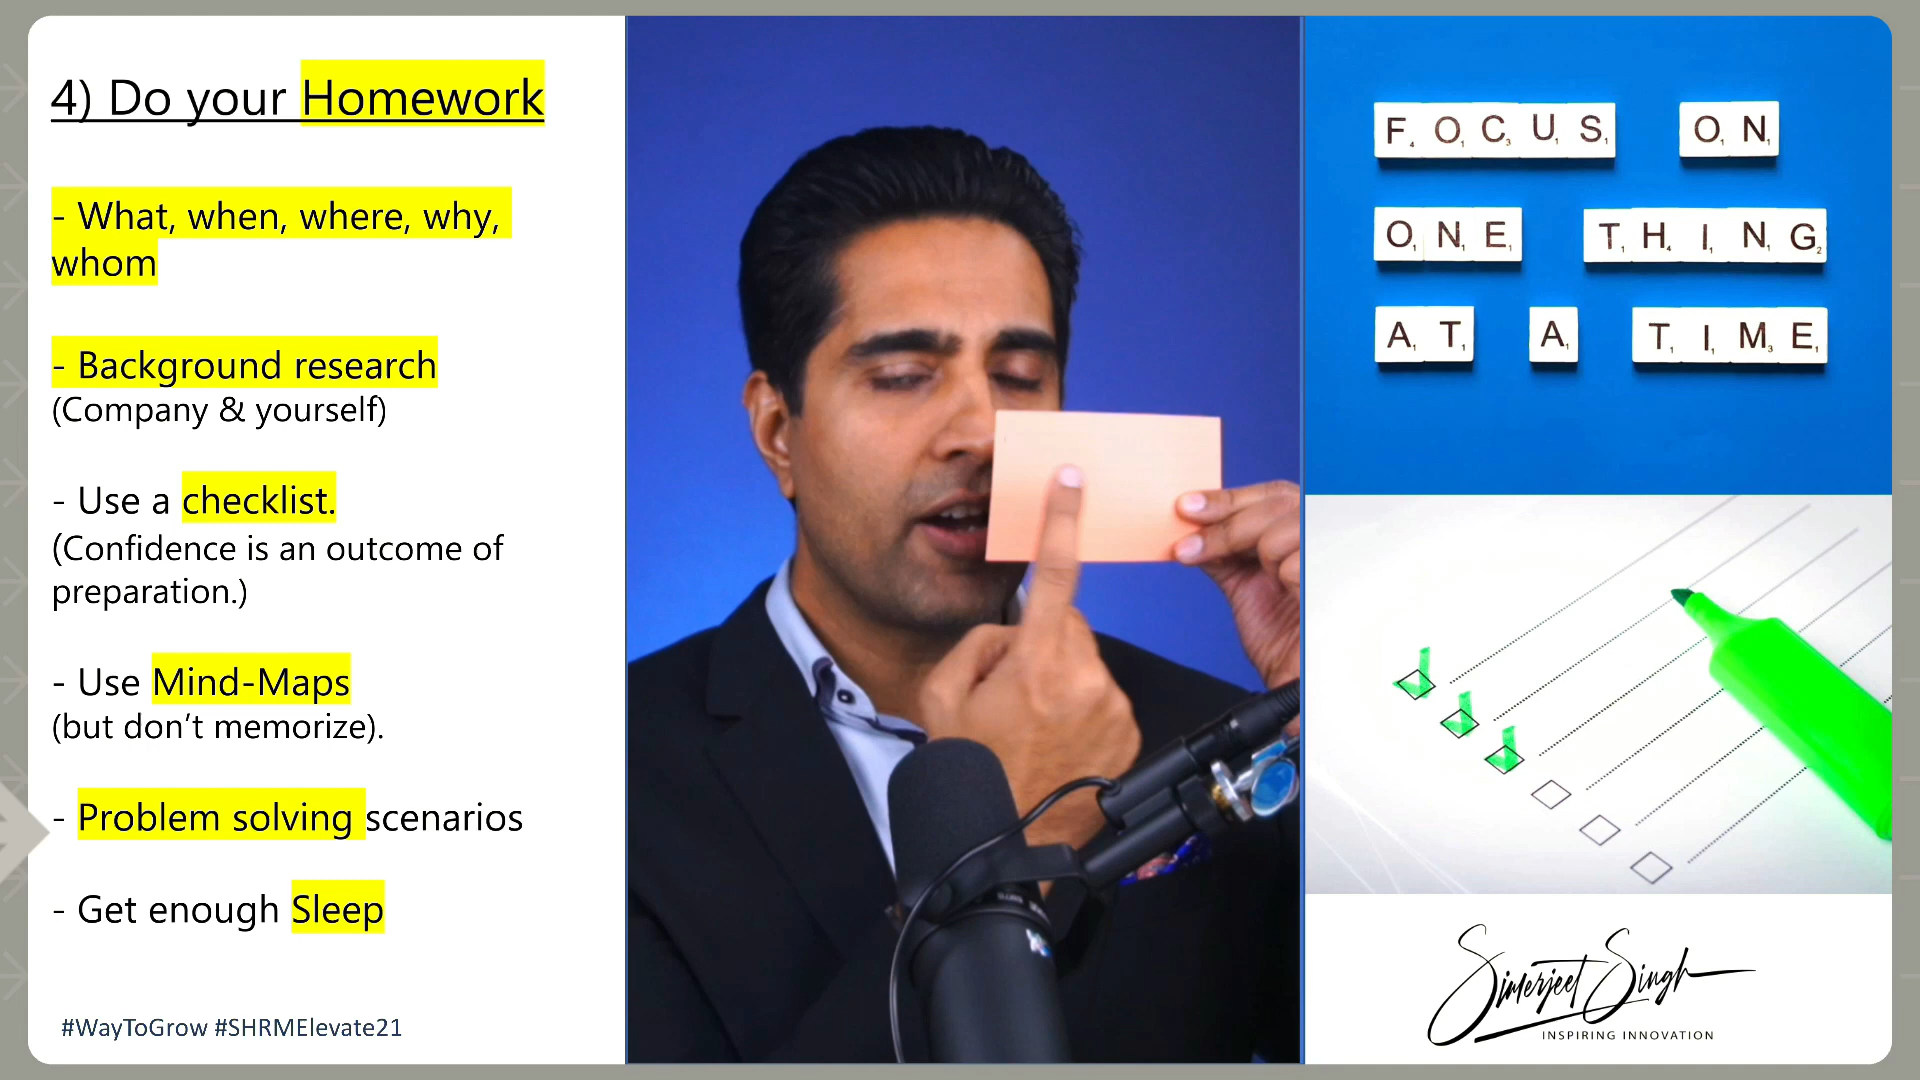 4) Do your Homework
- What, when, where, why,
whom
- Background research
(Company & yourself)
- Use a checklist.
(Confidence is an outcome of
preparation.)
- Use Mind-Maps
(but don't memorize).
- Problem solving scenarios
- Get enough Sleep
#WayToGrow #SHRMElevate21
FOCUS ON
ONE THING
AT A TIME
Simerjeet Singh
INSPIRING INNOVATION